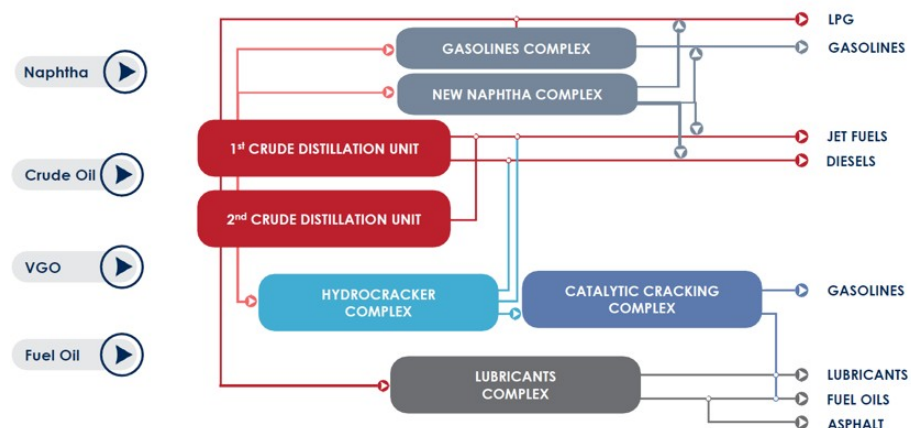 LPG
GASOLINES COMPLEX
GASOLINES
Naphtha
NEW NAPHTHA COMPLEX
1st CRUDE DISTILLATION UNIT
JET FUELS
DIESELS
Crude Oil
2nd CRUDE DISTILLATION UNIT
VGO
HYDROCRACKER
COMPLEX
CATALYTIC CRACKING
COMPLEX
GASOLINES
Fuel Oil
LUBRICANTS
COMPLEX
LUBRICANTS
FUEL OILS
ASPHALT